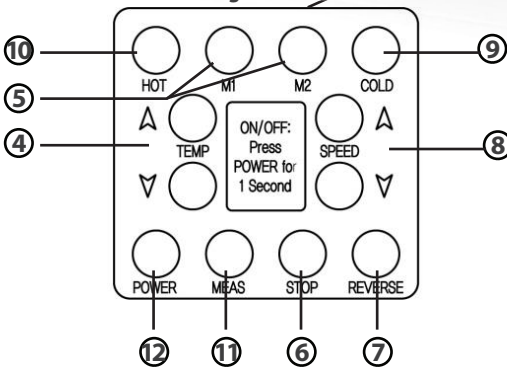 10
9
HOT
M1
M2
COLD
5
4
TEMP
ON/OFF:
Press
POWER for
1 Second
SPEED
8
POWER
MEAS
STOP
REVERSE
12
11
6
7